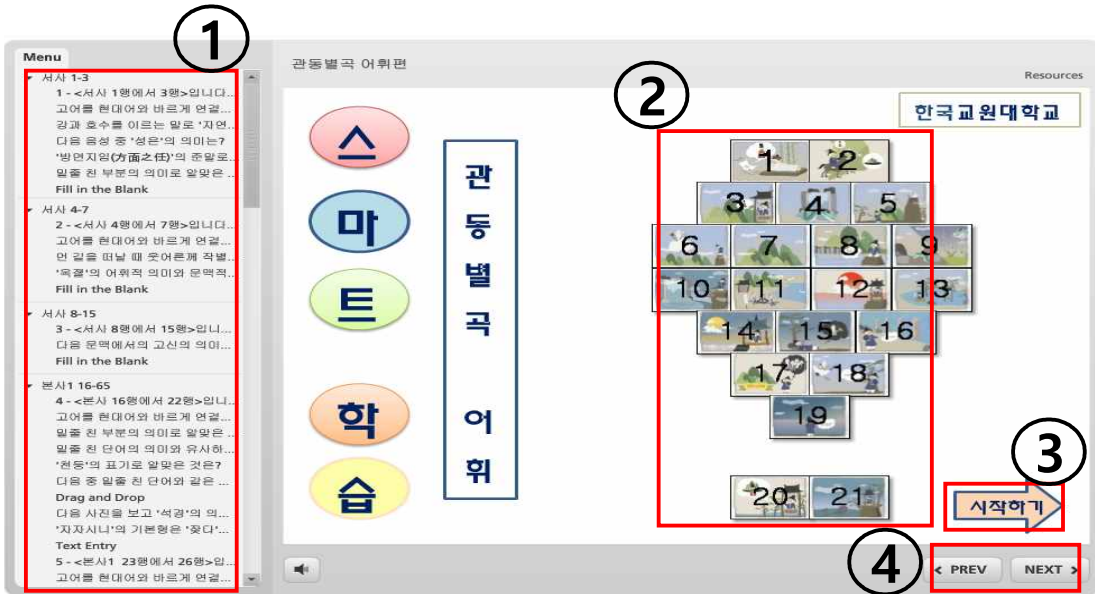 ①
Menu
서사 1-3
1 - <서사 1행에서 3행>입니다...
고어를 현대어와 바르게 연결...
강과 호수를 이르는 말로 '자연...
다음 음성 중 '성은'의 의미는?
'방면지임(方面之任)'의 준말로...
밑줄 친 부분의 의미로 알맞은 ...
Fill in the Blank
서사 4-7
2 - <서사 4행에서 7행>입니다...
고어를 현대어와 바르게 연결...
먼 길을 떠날 때 웃어른께 작별...
'옥절'의 어휘적 의미와 문맥적...
Fill in the Blank
서사 8-15
3 - <서사 8행에서 15행>입니...
다음 문맥에서의 고신의 의미...
Fill in the Blank
본사1 16-65
4 - <본사 16행에서 22행>입니...
고어를 현대어와 바르게 연결...
밑줄 친 부분의 의미로 알맞은 ...
밑줄 친 단어의 의미와 유사하...
'천둥'의 표기로 알맞은 것은?
다음 중 밑줄 친 단어와 같은 ...
Drag and Drop
다음 사진을 보고 '석경'의 의...
'자자시니'의 기본형은 '잦다'...
Text Entry
5 - <본사1 23행에서 26행>입...
고어를 현대어와 바르게 연결...
관동별곡 어휘편
Resources
한국교원대학교
스
마
트
학
습
관
동
별
곡
어
휘
②
1 2
3 4 5
6 7 8 9
10 11 12 13
14 15 16
17 18
19
20 21
③
시작하기
④
< PREV NEXT >